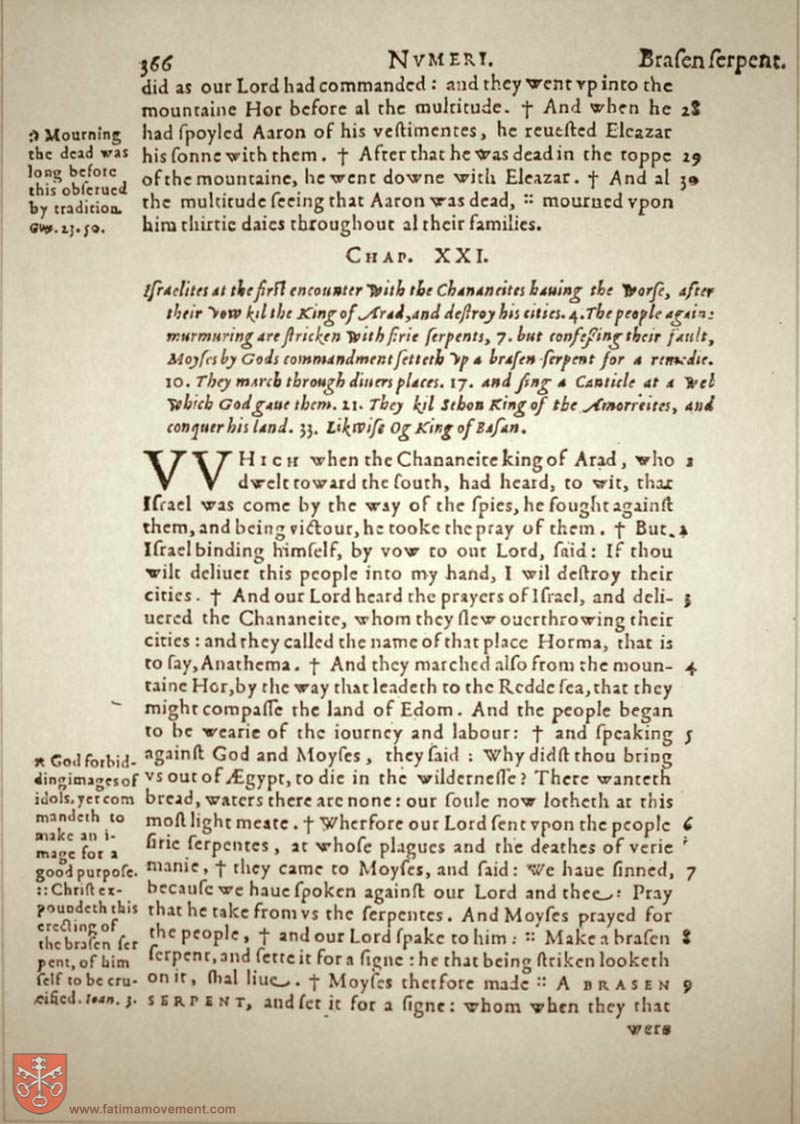 366 NVMERI. Braſen ſerpent.
did as our Lord had commanded: and they went vp into the
mountaine Hor before al the multitude. † And when he 28
had ſpoyled Aaron of his veſtimentes, he reueſted Eleazar
his ſonne with them. † After that he was dead in the toppe 29
of the mountaine, he went downe with Eleazar. † And al 30
the multitude ſeeing that Aaron was dead, :: mourned vpon
him thirtie daies throughout al their families.
:: Mourning
the dead was
long before
this obſerued
by tradition.
Gen. 23. 50.
CHAP. XXI.
Iſraelites at the firſt encounter with the Chananeites hauing the worſe, after
their vow kil the King of Arad, and deſtroy his cities. 4. The people againe
murmuring are ſtricken with firie ſerpents, 7. but confeſſing their fault,
Moyſes by Gods commandment ſetteth vp a braſen ſerpent for a remedie.
10. They march through diuers places. 17. and ſing a Canticle at a wel
which God gaue them. 21. They kil Sehon King of the Amorreites, and
conquer his land. 33. Likwiſe Og King of Baſan.
VVHICH when the Chananeite king of Arad, who 1
dwelt toward the ſouth, had heard, to wit, that
Iſrael was come by the way of the ſpies, he fought againſt
them, and being victour, he tooke the pray of them. † But 2
Iſrael binding himſelf, by vow to our Lord, ſaid: If thou
wilt deliuer this people into my hand, I wil deſtroy their
cities. † And our Lord heard the prayers of Iſrael, and deli- 3
uered the Chananeite, whom they ſlew ouerthrowing their
cities: and they called the name of that place Horma, that is
to ſay, Anathema. † And they marched alſo from the moun- 4
taine Hor, by the way that leadeth to the Redde ſea, that they
might compaſſe the land of Edom. And the people began
to be wearie of the iourney and labour: † and ſpeaking 5
againſt God and Moyſes, they ſaid: Why didſt thou bring
vs out of Ægypt, to die in the wilderneſſe? There wanteth
bread, waters there are none: our ſoule now lotheth at this
moſt light meate. † Wherfore our Lord ſent vpon the people 6
firie ſerpentes, at whoſe plagues and the deathes of verie
manie, † they came to Moyſes, and ſaid: We haue ſinned, 7
becauſe we haue ſpoken againſt our Lord and thee: Pray
that he take from vs the ſerpentes. And Moyſes prayed for
the people, † and our Lord ſpake to him: :: Make a braſen 8
ſerpent, and ſette it for a ſigne: he that being ſtriken looketh
on it, ſhal liue. † Moyſes therfore made :: A BRASEN 9
SERPENT, and ſet it for a ſigne: whom when they that
were
* God forbid-
ding images of
idols, yet com
mandeth to
make an i-
mage for a
good purpoſe.
:: Chriſt ex-
poundeth this
erecting of
the braſen ſer
pent, of him
ſelf to be cru-
cified. Ioan. 3.
www.fatimamovement.com